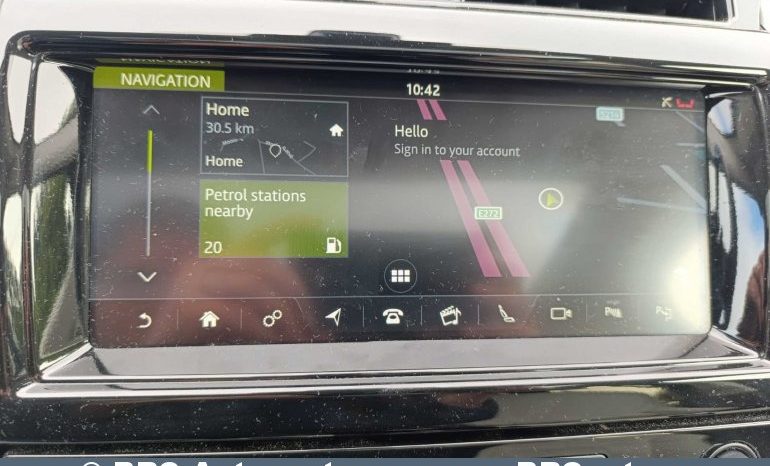 NAVIGATION
10:42
Home
30.5 km
Home
Hello
Sign in to your account
Petrol stations
nearby
20
E272